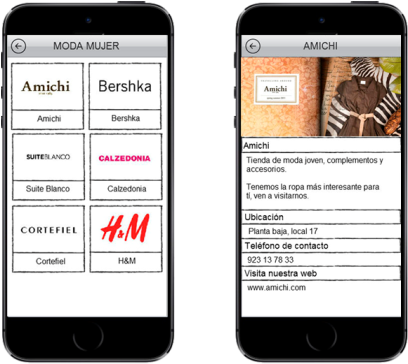 MODA MUJER
Amichi
Bershka
Amichi
Bershka
SUITEBLANCO
CALZEDONIA
Suite Blanco
Calzedonia
CORTEFIEL
H&M
Cortefiel
H&M
AMICHI
Amichi
Amichi
Tienda de moda joven, complementos y
accesorios.
Tenemos la ropa más interesante para
tí, ven a visitarnos.
Ubicación
Planta baja, local 17
Teléfono de contacto
923 13 78 33
Visita nuestra web
www.amichi.com